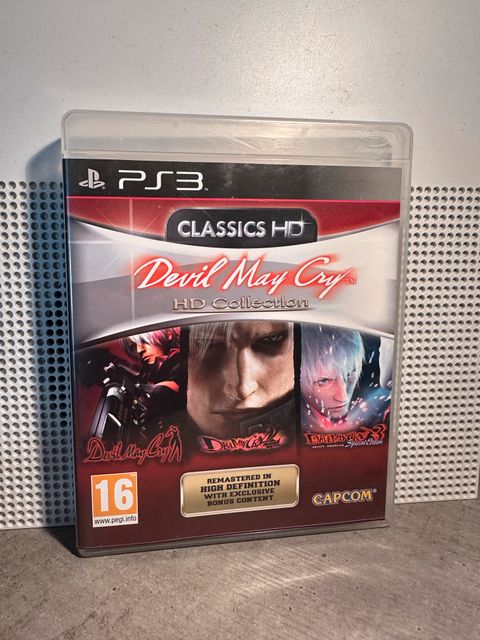 PS3
CLASSICS HD
Devil May Cry™
HD Collection
Devil May Cry
Devil May Cry 2
Devil May Cry 3
Special Edition
16
www.pegi.info
REMASTERED IN
HIGH DEFINITION
WITH EXCLUSIVE
BONUS CONTENT
CAPCOM